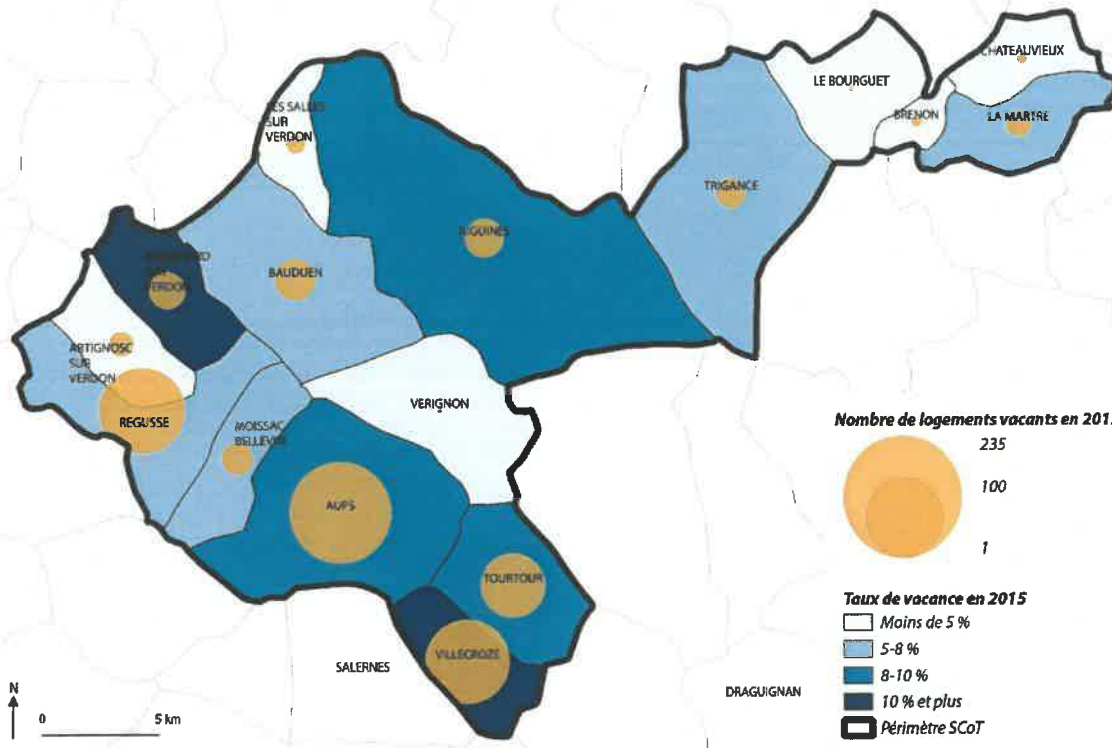 CHATEAUVIEUX
LE BOURGUET
LES SALLES
SUR
VERDON
BRENON
LA MARTRE
TRIGANCE
AIGUINES
SUR
VERDON
BAUDUEN
ARTIGNOSC
SUR
VERDON
VERIGNON
REGUSSE
MOISSAC
BELLEVUE
AUPS
TOURTOUR
VILLECROZE
SALERNES
DRAGUIGNAN
N
0 5 km
Nombre de logements vacants en 201
235
100
1
Taux de vacance en 2015
Moins de 5 %
5-8 %
8-10 %
10 % et plus
Périmètre SCoT